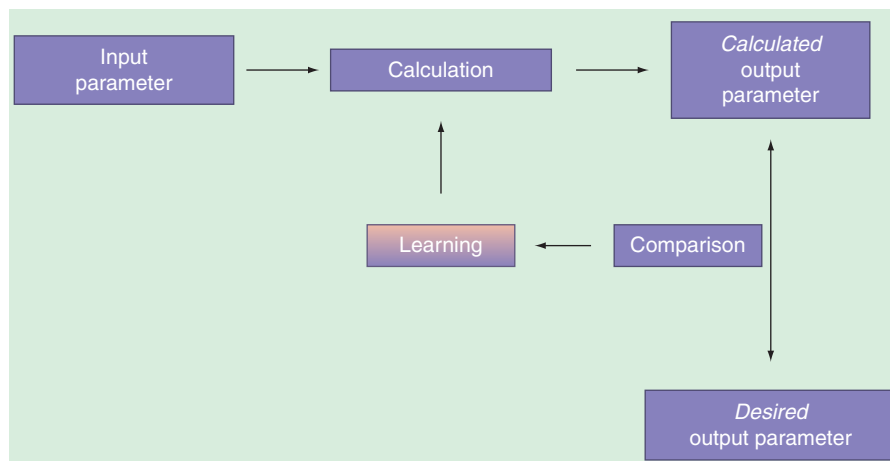 Input
parameter
Calculation
Calculated
output
parameter
Learning
Comparison
Desired
output parameter